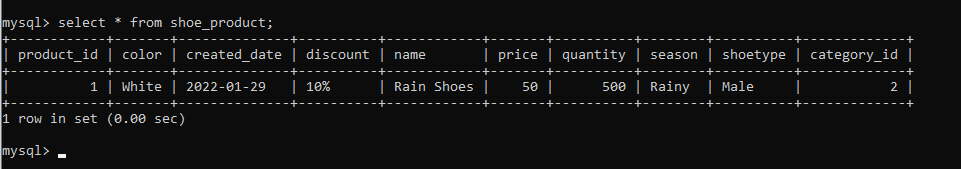 mysql> select * from shoe_product;
+------------+-------+--------------+----------+------------+-------+----------+--------+----------+-------------+
| product_id | color | created_date | discount | name       | price | quantity | season | shoetype | category_id |
+------------+-------+--------------+----------+------------+-------+----------+--------+----------+-------------+
|          1 | White | 2022-01-29   | 10%      | Rain Shoes |    50 |      500 | Rainy  | Male     |           2 |
+------------+-------+--------------+----------+------------+-------+----------+--------+----------+-------------+
1 row in set (0.00 sec)
mysql> _